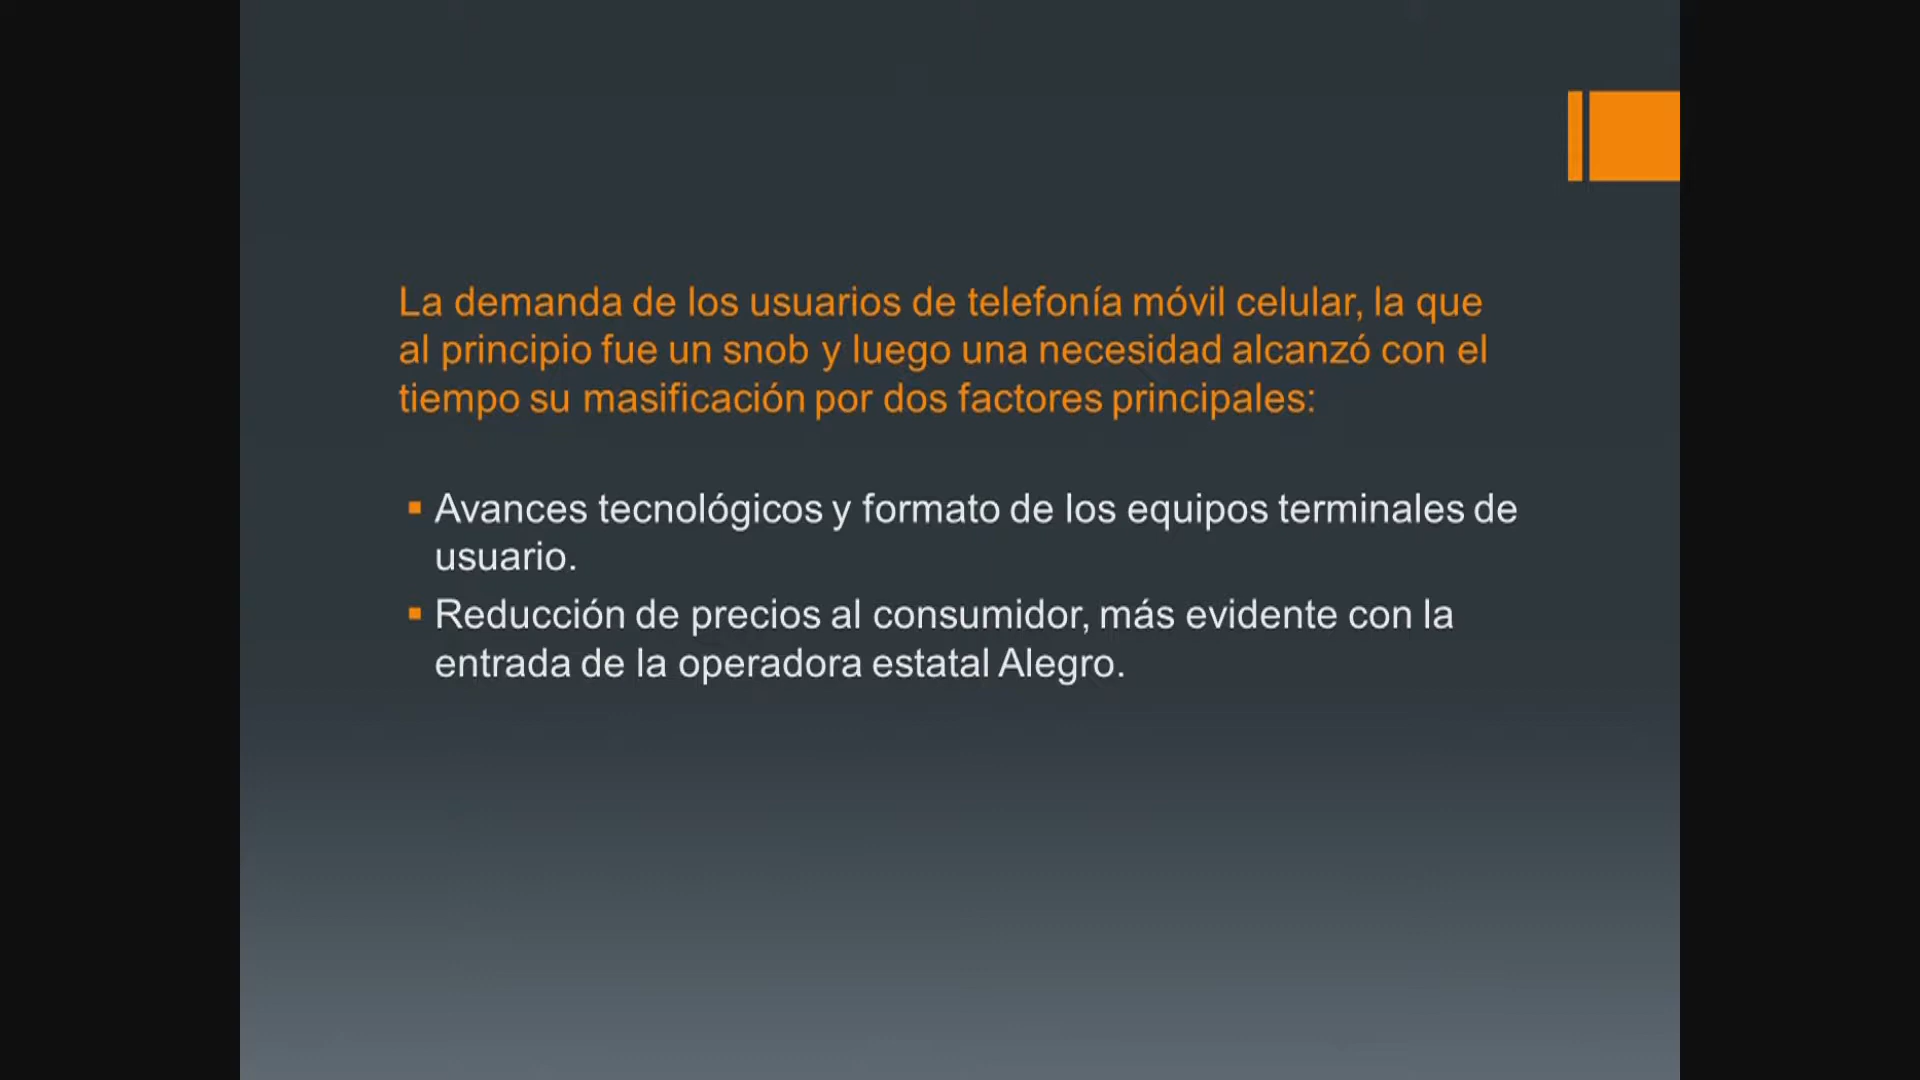 La demanda de los usuarios de telefonía móvil celular, la que
al principio fue un snob y luego una necesidad alcanzó con el
tiempo su masificación por dos factores principales:
Avances tecnológicos y formato de los equipos terminales de
usuario.
Reducción de precios al consumidor, más evidente con la
entrada de la operadora estatal Alegro.